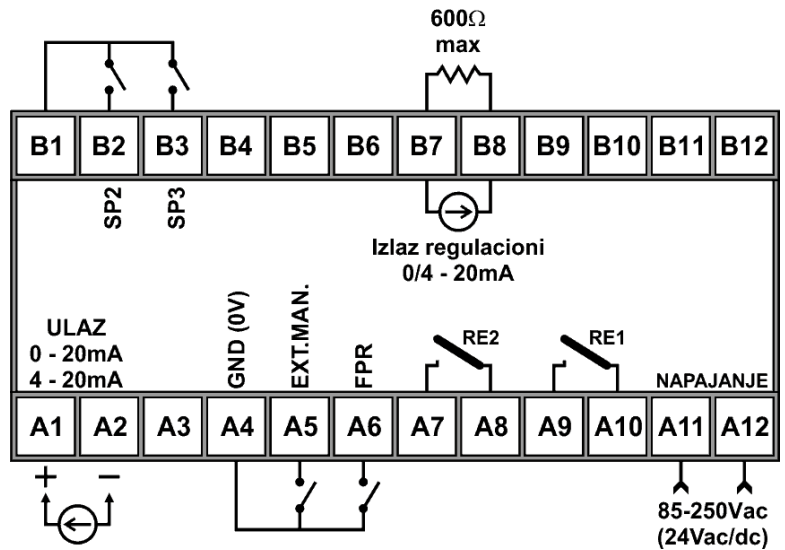 600Ω
max
B1 B2 B3 B4 B5 B6 B7 B8 B9 B10 B11 B12
SP2
SP3
Izlaz regulacioni
0/4 - 20mA
ULAZ
0 - 20mA
4 - 20mA
GND (0V)
EXT.MAN.
FPR
RE2
RE1
NAPAJANJE
A1 A2 A3 A4 A5 A6 A7 A8 A9 A10 A11 A12
+ −
85-250Vac
(24Vac/dc)